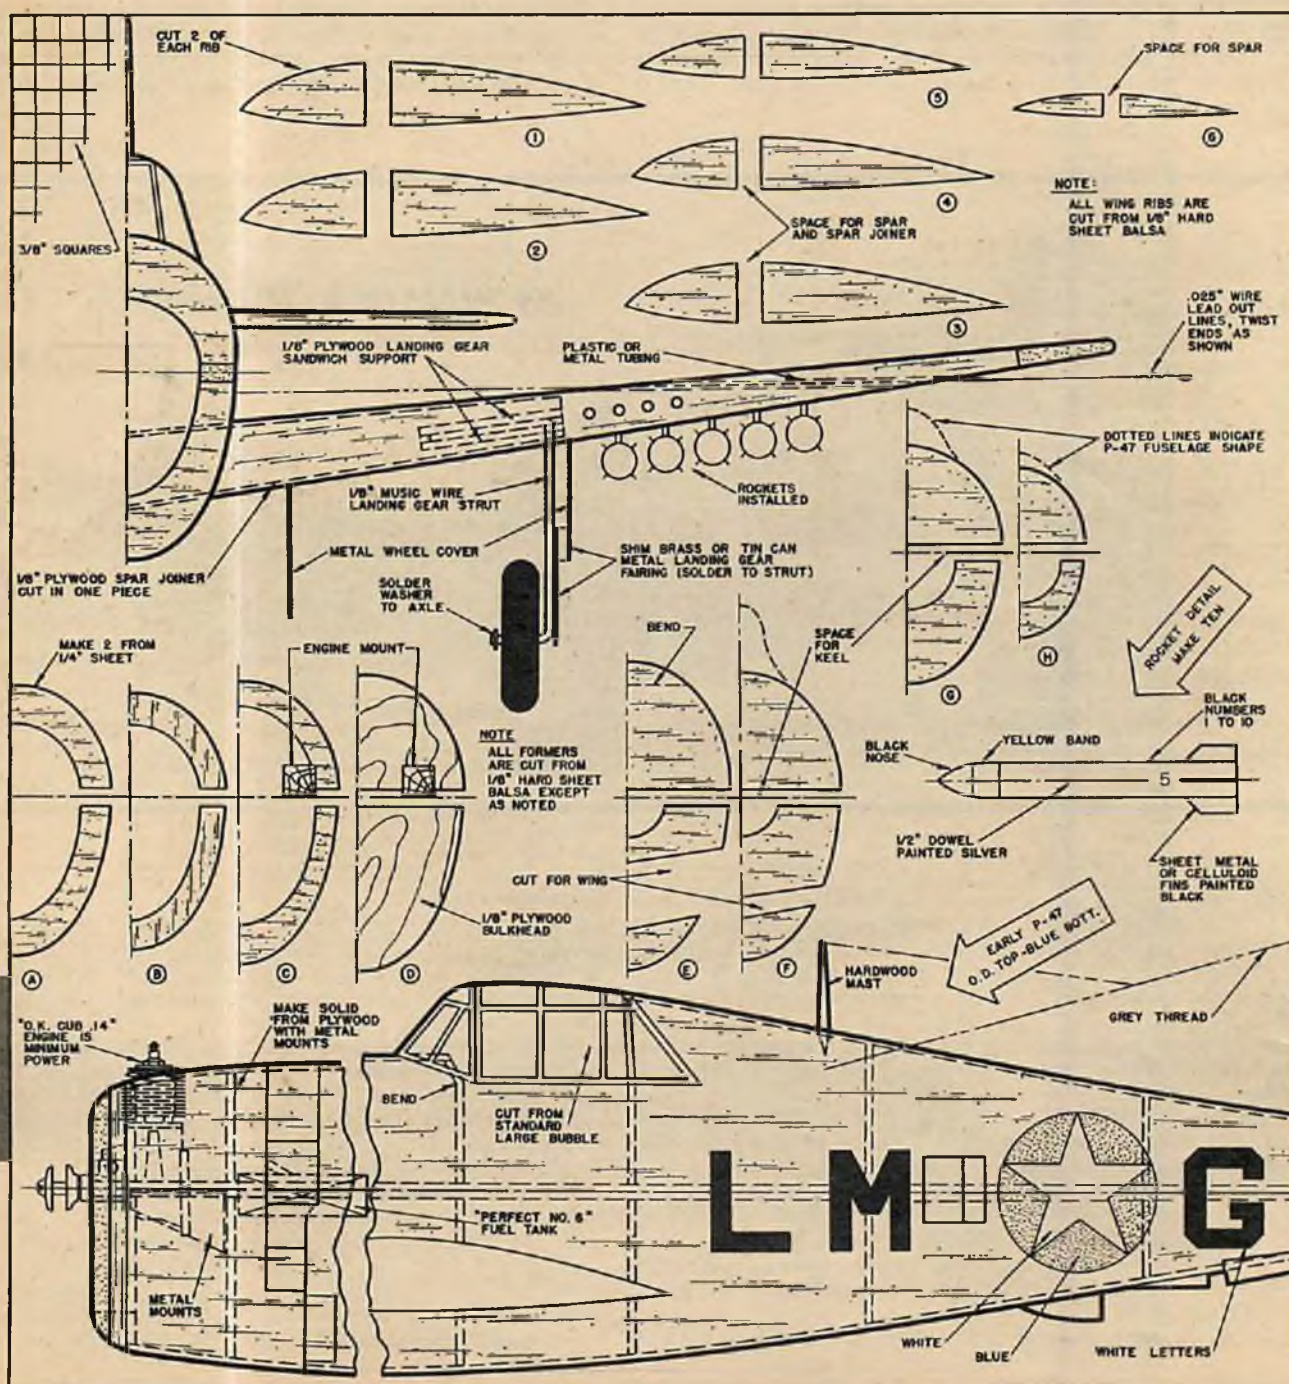 CUT 2 OF
EACH RIB
1
2
5
4
3
SPACE FOR SPAR
6
NOTE:
ALL WING RIBS ARE
CUT FROM 1/8" HARD
SHEET BALSA
3/8" SQUARES
SPACE FOR SPAR
AND SPAR JOINER
.025" WIRE
LEAD OUT
LINES, TWIST
ENDS AS
SHOWN
1/8" PLYWOOD LANDING GEAR
SANDWICH SUPPORT
PLASTIC OR
METAL TUBING
DOTTED LINES INDICATE
P-47 FUSELAGE SHAPE
1/8" MUSIC WIRE
LANDING GEAR STRUT
ROCKETS
INSTALLED
METAL WHEEL COVER
SHIM BRASS OR TIN CAN
METAL LANDING GEAR
FAIRING (SOLDER TO STRUT)
1/8" PLYWOOD SPAR JOINER
CUT IN ONE PIECE
SOLDER
WASHER
TO AXLE
MAKE 2 FROM
1/4" SHEET
ENGINE MOUNT
BEND
SPACE
FOR
KEEL
G
H
ROCKET DETAIL
MAKE TEN
NOTE
ALL FORMERS
ARE CUT FROM
1/8" HARD SHEET
BALSA EXCEPT
AS NOTED
BLACK
NOSE
YELLOW BAND
BLACK
NUMBERS
1 TO 10
5
1/2" DOWEL
PAINTED SILVER
SHEET METAL
OR CELLULOID
FINS PAINTED
BLACK
CUT FOR WING
1/8" PLYWOOD
BULKHEAD
A
B
C
D
E
F
HARDWOOD
MAST
EARLY P-47
O.D. TOP-BLUE BOTT.
GREY THREAD
"O.K. CUB .14"
ENGINE IS
MINIMUM
POWER
MAKE SOLID
FROM PLYWOOD
WITH METAL
MOUNTS
BEND
CUT FROM
STANDARD
LARGE BUBBLE
LM G
"PERFECT NO. 6"
FUEL TANK
METAL
MOUNTS
WHITE
BLUE
WHITE LETTERS